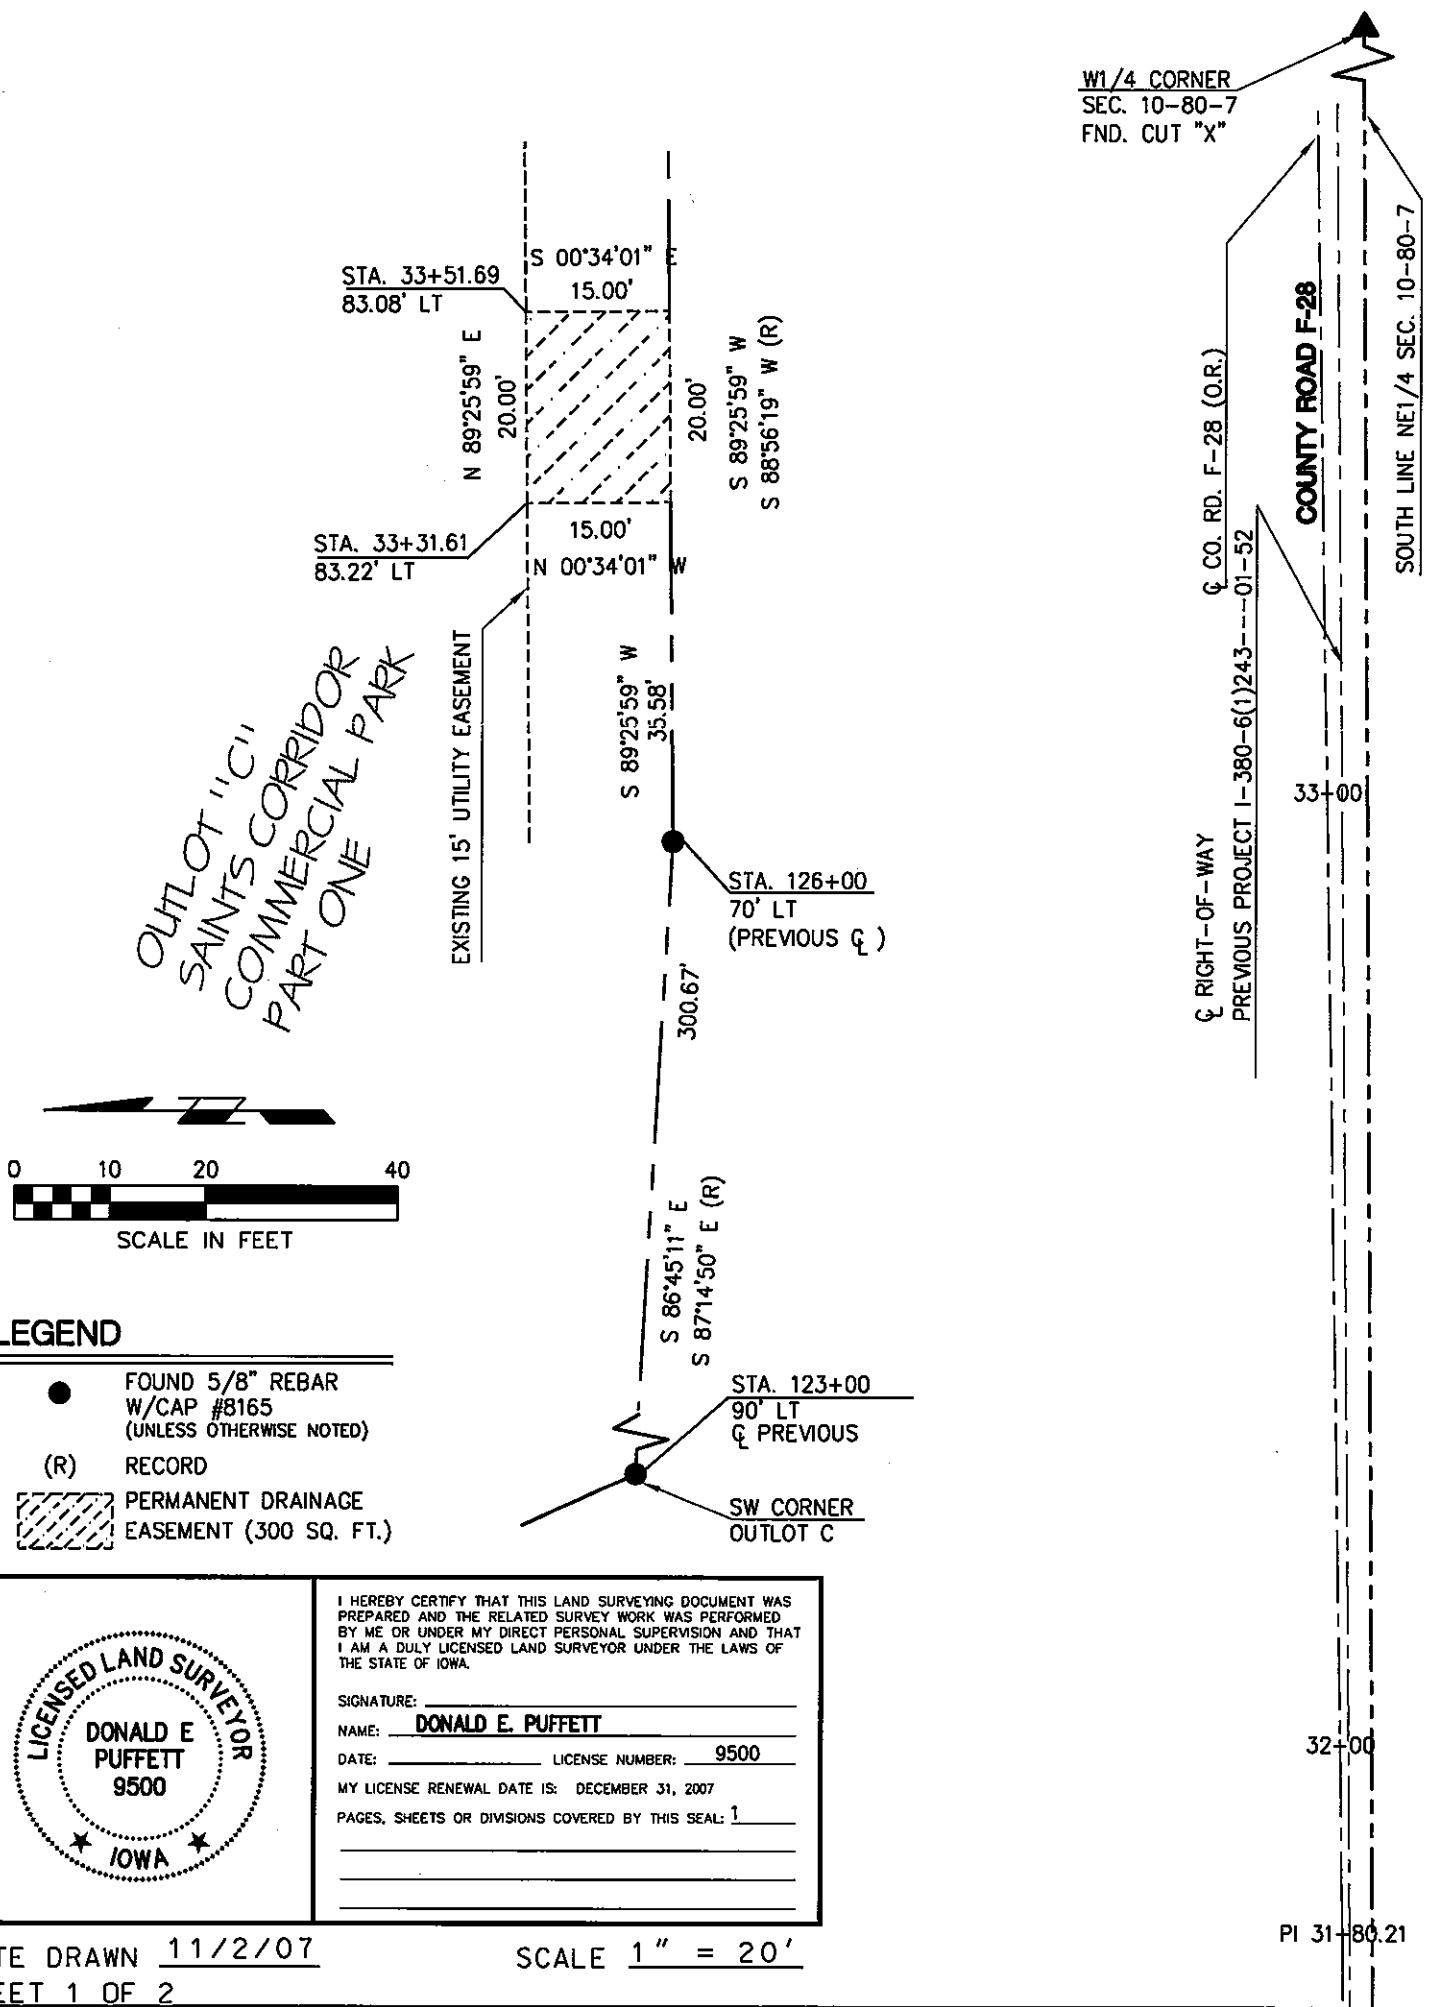 W1/4 CORNER
SEC. 10-80-7
FND. CUT "X"
SOUTH LINE NE1/4 SEC. 10-80-7
COUNTY ROAD F-28
℄ CO. RD. F-28 (O.R.)
℄ RIGHT-OF-WAY
PREVIOUS PROJECT I-380-6(1)243---01-52
S 00°34'01" E
15.00'
STA. 33+51.69
83.08' LT
N 89°25'59" E
20.00'
20.00'
S 89°25'59" W
S 88°56'19" W (R)
15.00'
N 00°34'01" W
STA. 33+31.61
83.22' LT
EXISTING 15' UTILITY EASEMENT
S 89°25'59" W
35.58'
OUTLOT "C"
SAINTS CORRIDOR
COMMERCIAL PARK
PART ONE
33+00
STA. 126+00
70' LT
(PREVIOUS ℄ )
300.67'
S 86°45'11" E
S 87°14'50" E (R)
0 10 20 40
SCALE IN FEET
LEGEND
FOUND 5/8" REBAR
W/CAP #8165
(UNLESS OTHERWISE NOTED)
(R) RECORD
PERMANENT DRAINAGE
EASEMENT (300 SQ. FT.)
STA. 123+00
90' LT
℄ PREVIOUS
SW CORNER
OUTLOT C
LICENSED LAND SURVEYOR
DONALD E
PUFFETT
9500
IOWA
I HEREBY CERTIFY THAT THIS LAND SURVEYING DOCUMENT WAS
PREPARED AND THE RELATED SURVEY WORK WAS PERFORMED
BY ME OR UNDER MY DIRECT PERSONAL SUPERVISION AND THAT
I AM A DULY LICENSED LAND SURVEYOR UNDER THE LAWS OF
THE STATE OF IOWA.
SIGNATURE:
NAME: DONALD E. PUFFETT
DATE: LICENSE NUMBER: 9500
MY LICENSE RENEWAL DATE IS: DECEMBER 31, 2007
PAGES, SHEETS OR DIVISIONS COVERED BY THIS SEAL: 1
32+00
PI 31+80.21
TE DRAWN 11/2/07
SCALE 1" = 20'
EET 1 OF 2